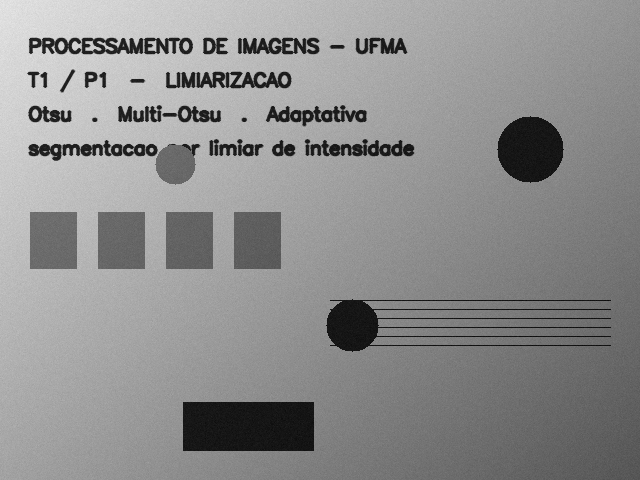 PROCESSAMENTO DE IMAGENS - UFMA
T1 / P1 - LIMIARIZACAO
Otsu . Multi-Otsu . Adaptativa
segmentacao limiar de intensidade